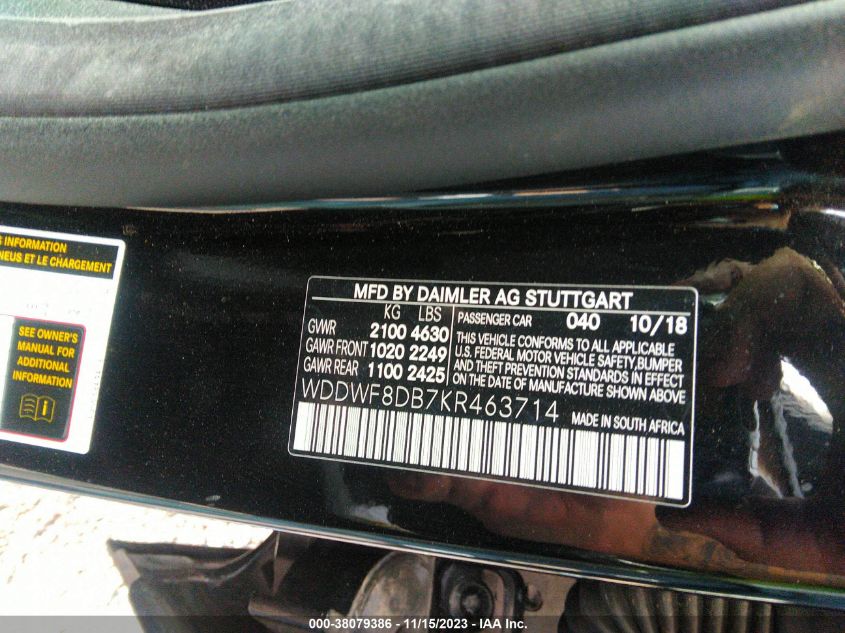 S INFORMATION
NEUS ET LE CHARGEMENT
SEE OWNER'S
MANUAL FOR
ADDITIONAL
INFORMATION
MFD BY DAIMLER AG STUTTGART
KG LBS
GVWR 2100 4630
GAWR FRONT 1020 2249
GAWR REAR 1100 2425
PASSENGER CAR 040 10/18
THIS VEHICLE CONFORMS TO ALL APPLICABLE
U.S. FEDERAL MOTOR VEHICLE SAFETY, BUMPER
AND THEFT PREVENTION STANDARDS IN EFFECT
ON THE DATE OF MANUFACTURE SHOWN ABOVE
WDDWF8DB7KR463714 MADE IN SOUTH AFRICA
000-38079386 - 11/15/2023 - IAA Inc.